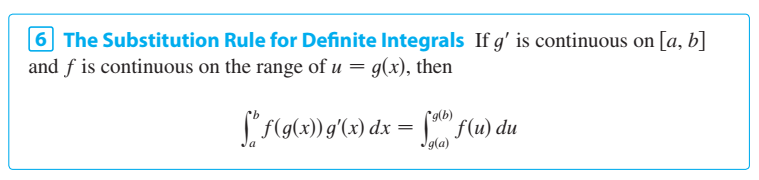 6 The Substitution Rule for Definite Integrals If g′ is continuous on [a, b]
and f is continuous on the range of u = g(x), then
∫_a^b f(g(x)) g′(x) dx = ∫_{g(a)}^{g(b)} f(u) du